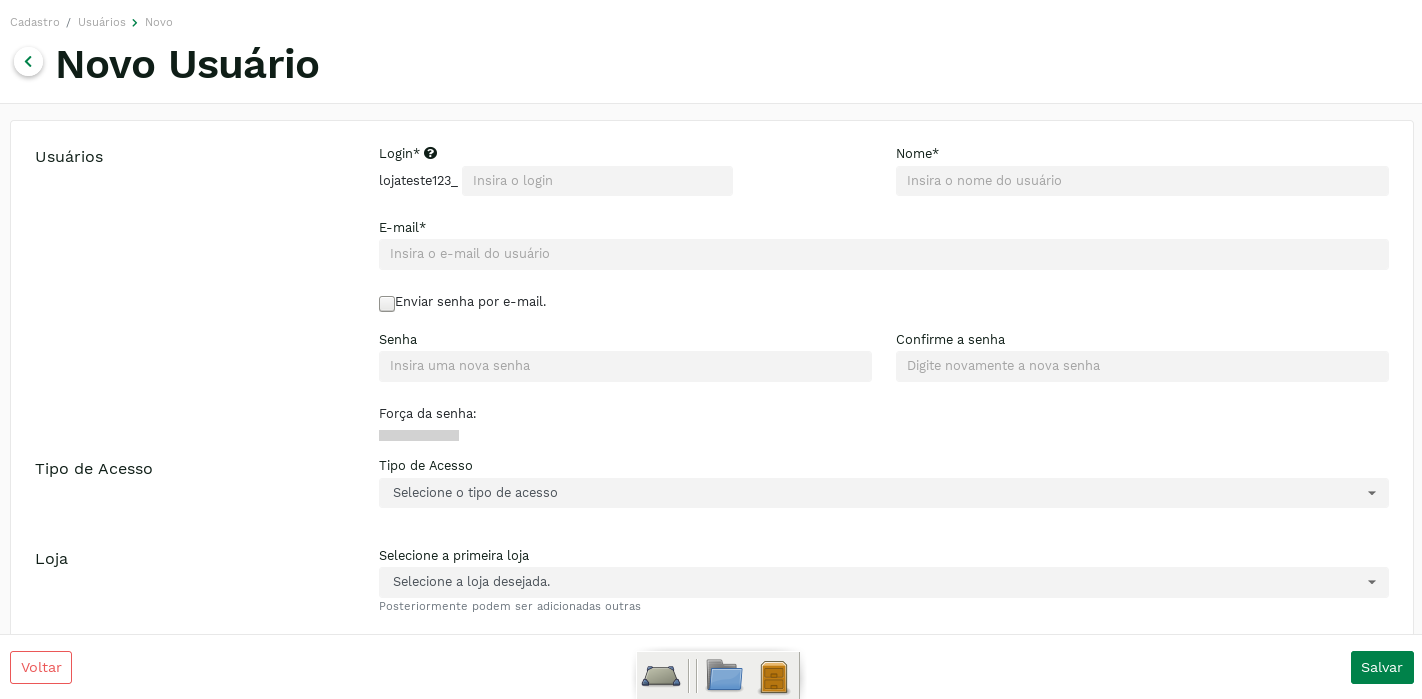 Cadastro / Usuários > Novo
Novo Usuário
Usuários
Login*
Nome*
lojateste123_ Insira o login
Insira o nome do usuário
E-mail*
Insira o e-mail do usuário
Enviar senha por e-mail.
Senha
Confirme a senha
Insira uma nova senha
Digite novamente a nova senha
Força da senha:
Tipo de Acesso
Tipo de Acesso
Selecione o tipo de acesso
Loja
Selecione a primeira loja
Selecione a loja desejada.
Posteriormente podem ser adicionadas outras
Voltar
Salvar